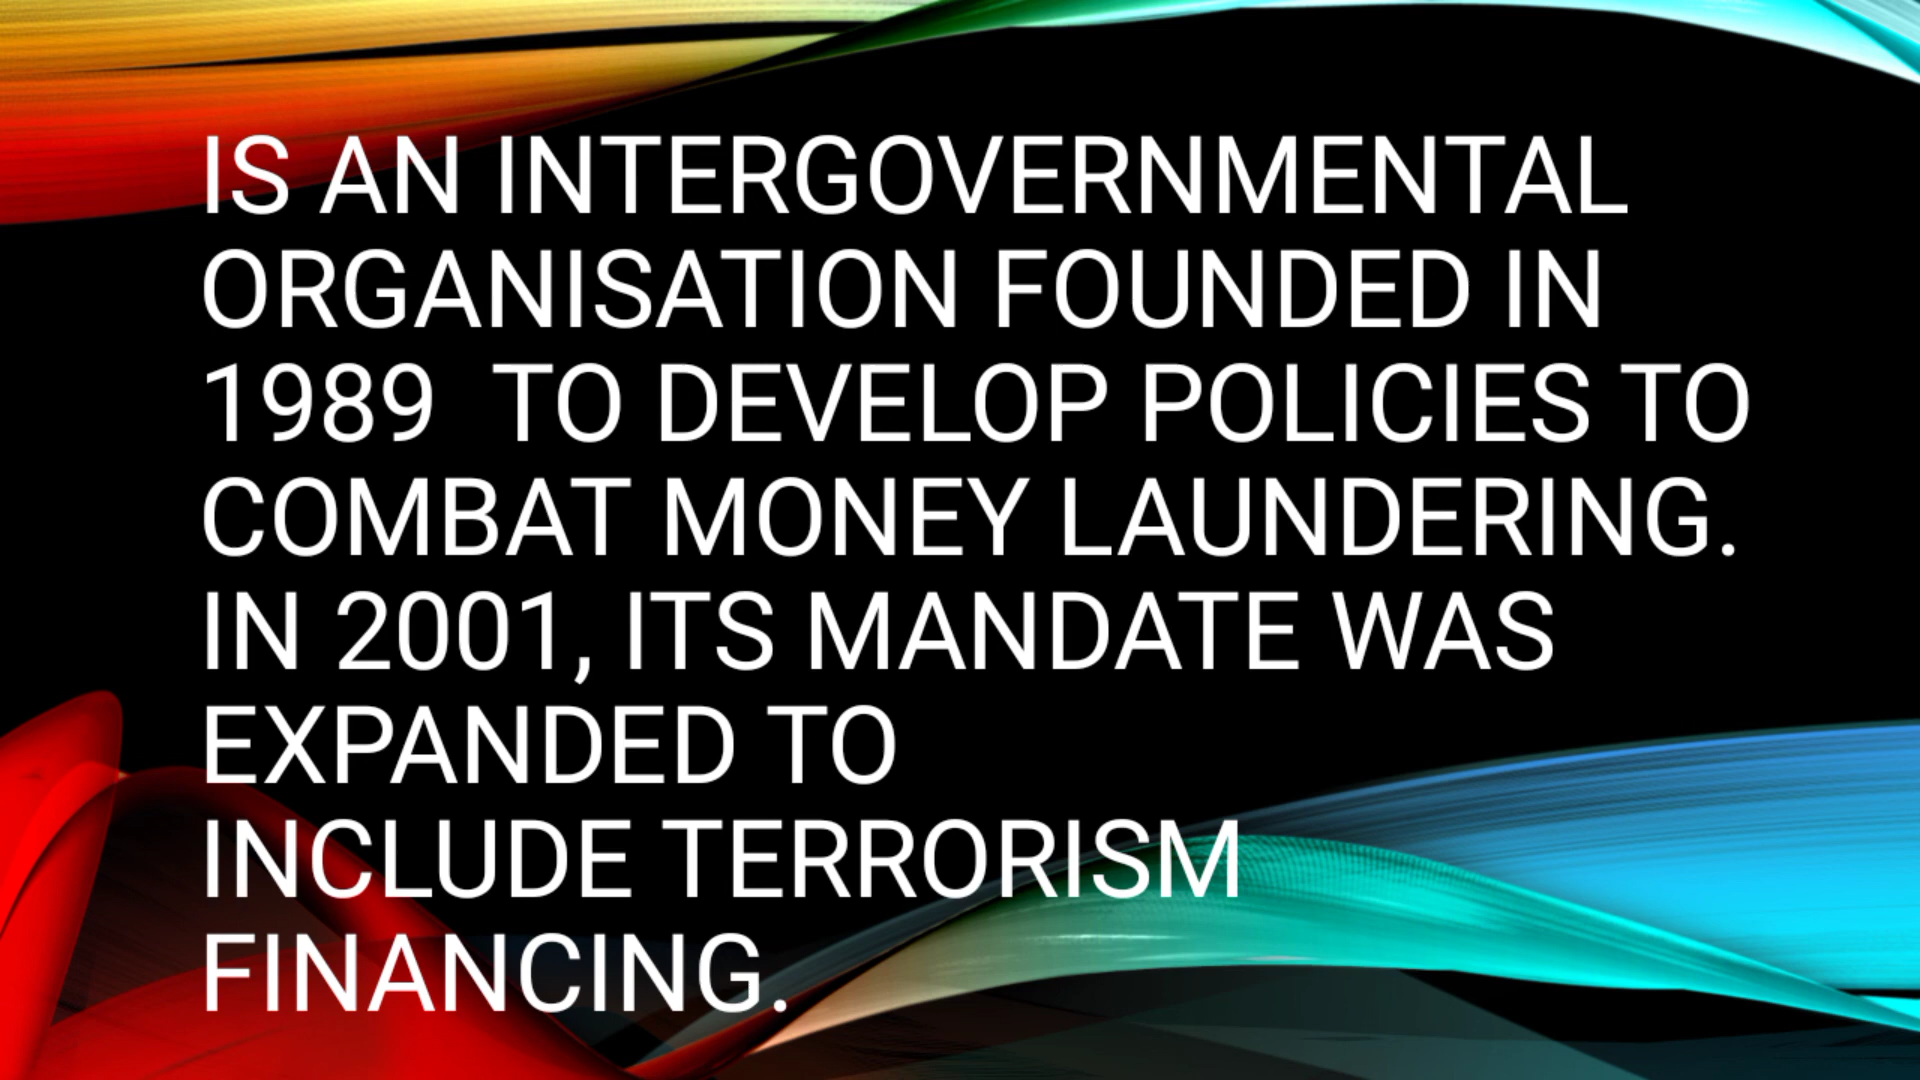 IS AN INTERGOVERNMENTAL
ORGANISATION FOUNDED IN
1989  TO DEVELOP POLICIES TO
COMBAT MONEY LAUNDERING.
IN 2001, ITS MANDATE WAS
EXPANDED TO
INCLUDE TERRORISM
FINANCING.